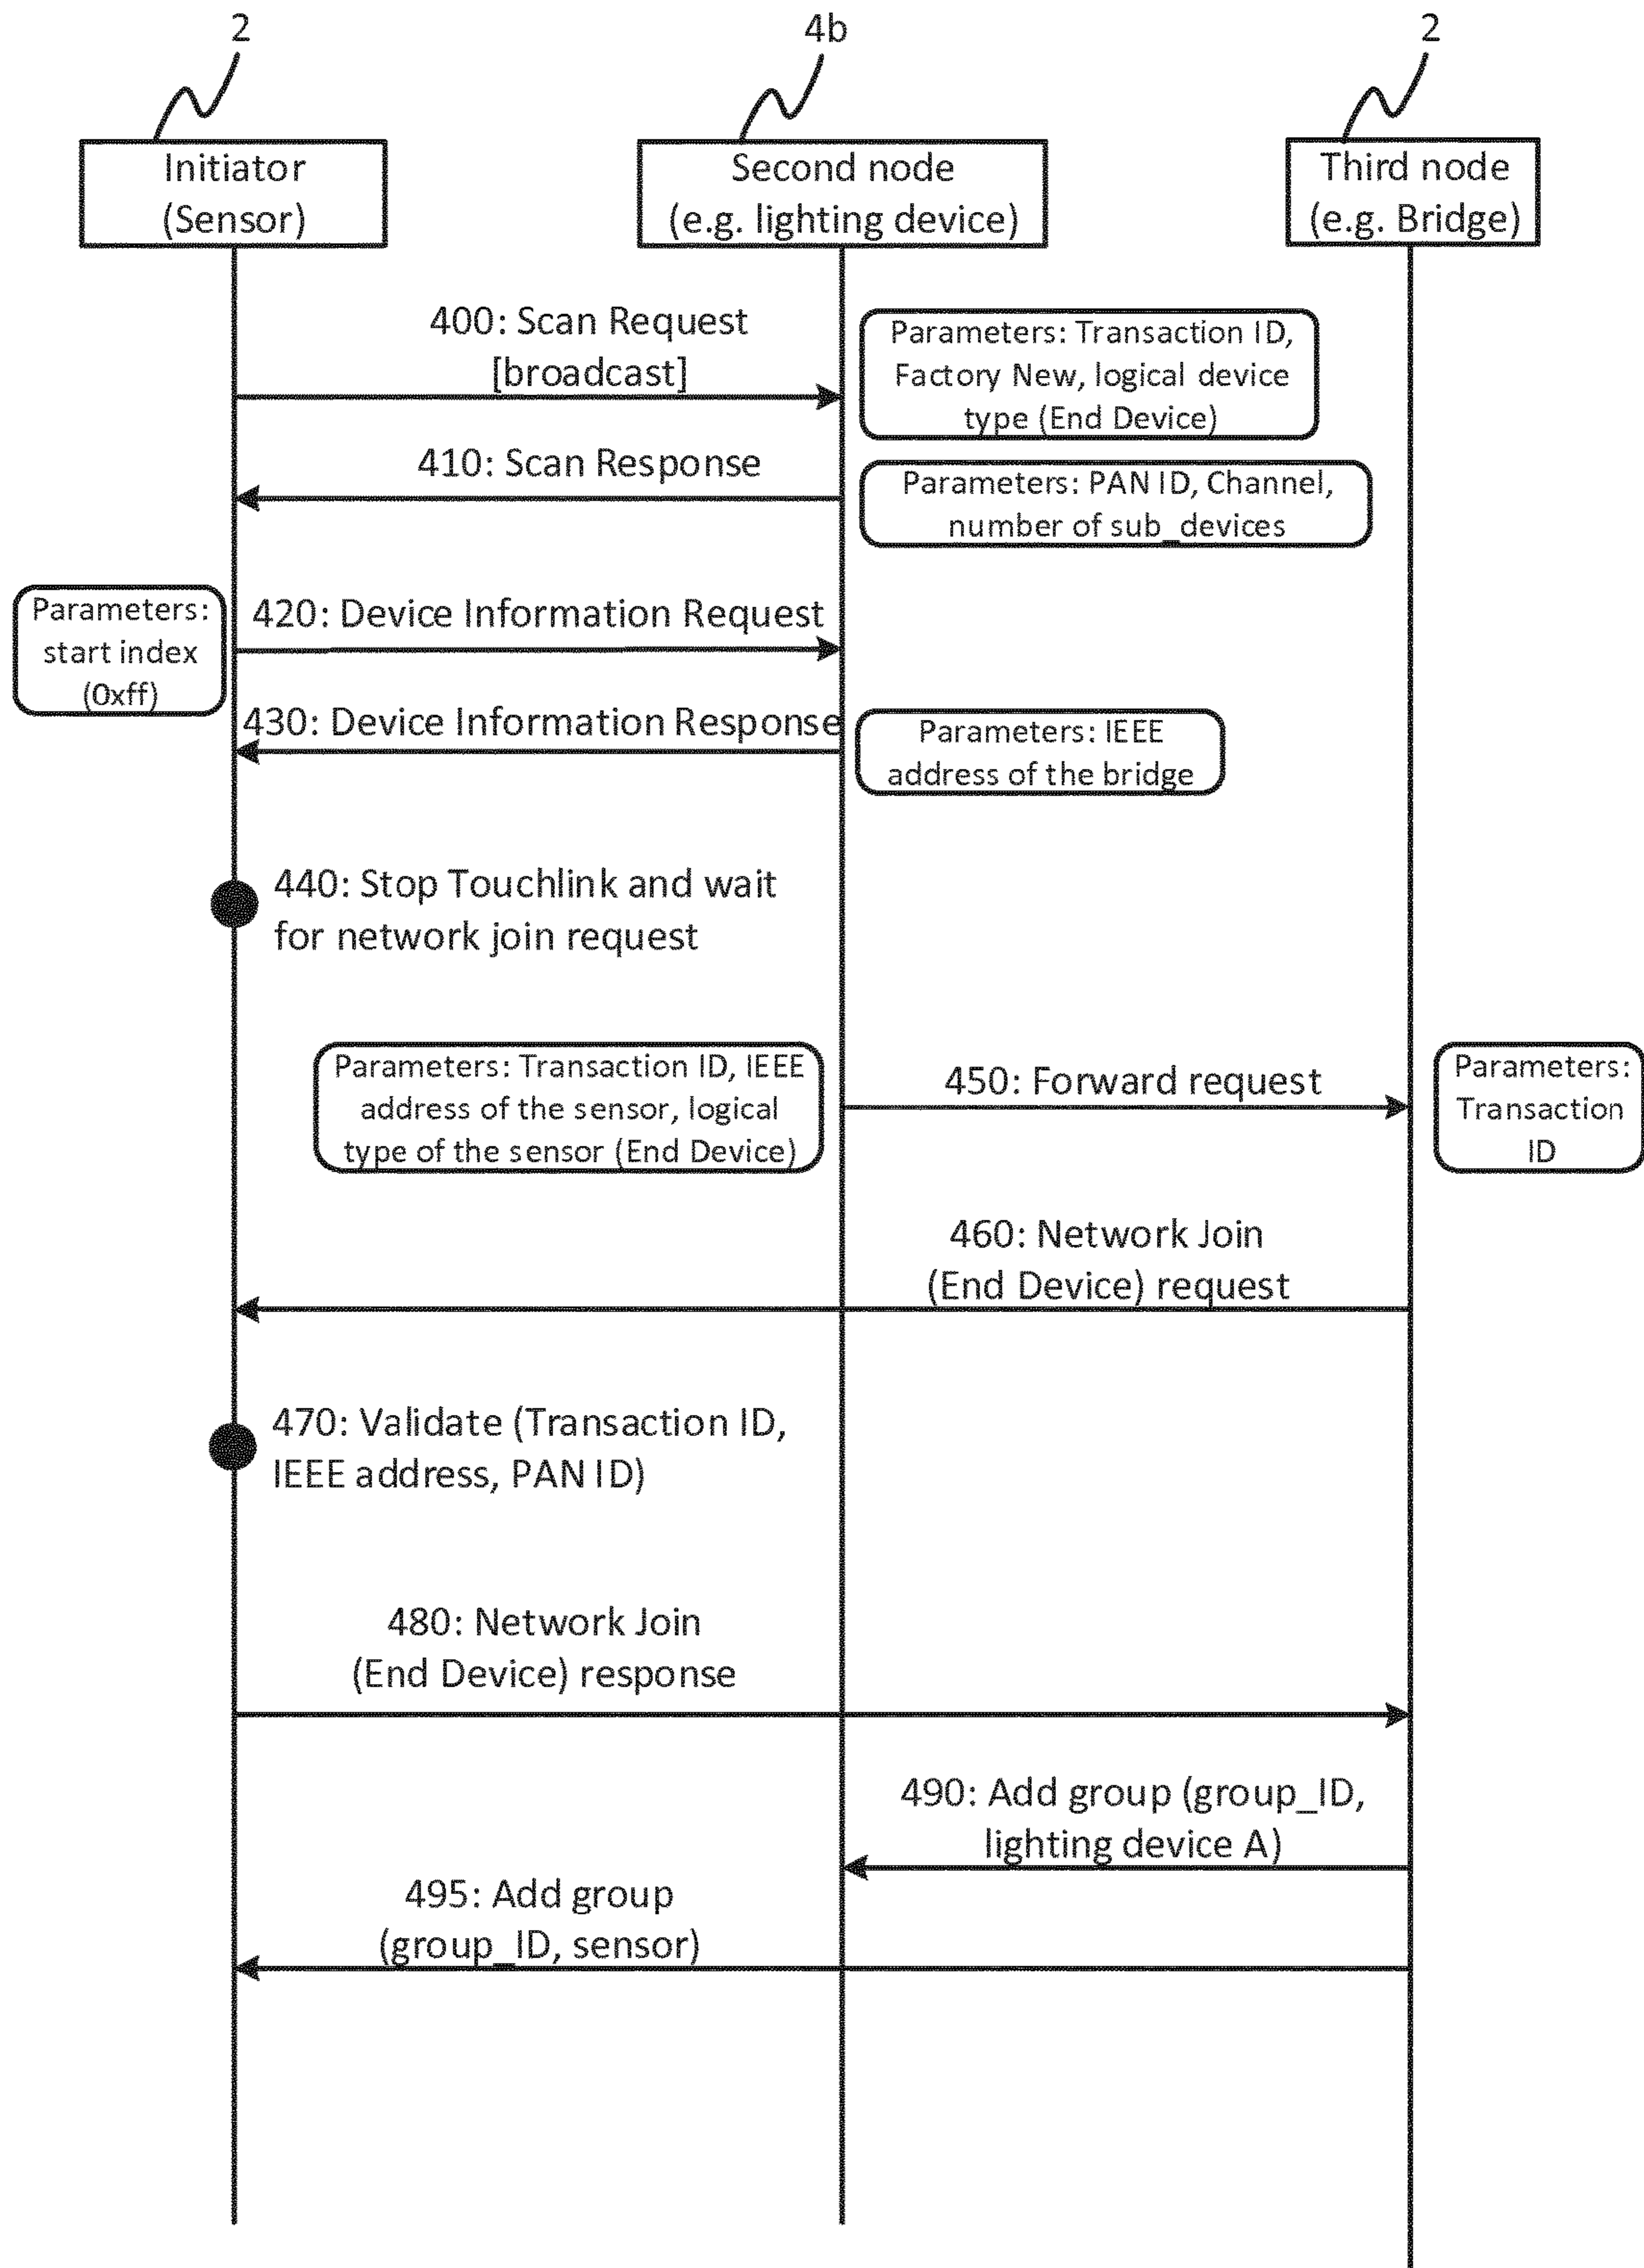 2
4b
2
Initiator
(Sensor)
Second node
(e.g. lighting device)
Third node
(e.g. Bridge)
400: Scan Request
[broadcast]
Parameters: Transaction ID,
Factory New, logical device
type (End Device)
410: Scan Response
Parameters: PAN ID, Channel,
number of sub_devices
Parameters:
start index
(0xff)
420: Device Information Request
430: Device Information Response
Parameters: IEEE
address of the bridge
440: Stop Touchlink and wait
for network join request
Parameters: Transaction ID, IEEE
address of the sensor, logical
type of the sensor (End Device)
450: Forward request
Parameters:
Transaction
ID
460: Network Join
(End Device) request
470: Validate (Transaction ID,
IEEE address, PAN ID)
480: Network Join
(End Device) response
490: Add group (group_ID,
lighting device A)
495: Add group
(group_ID, sensor)